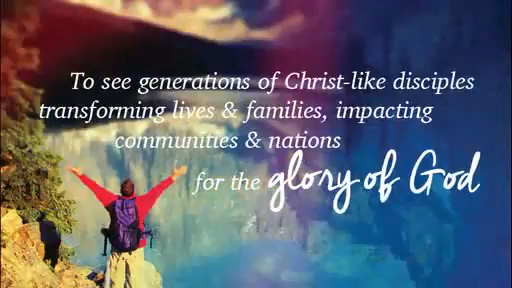 To see generations of Christ-like disciples
transforming lives & families, impacting
communities & nations
for the glory of God